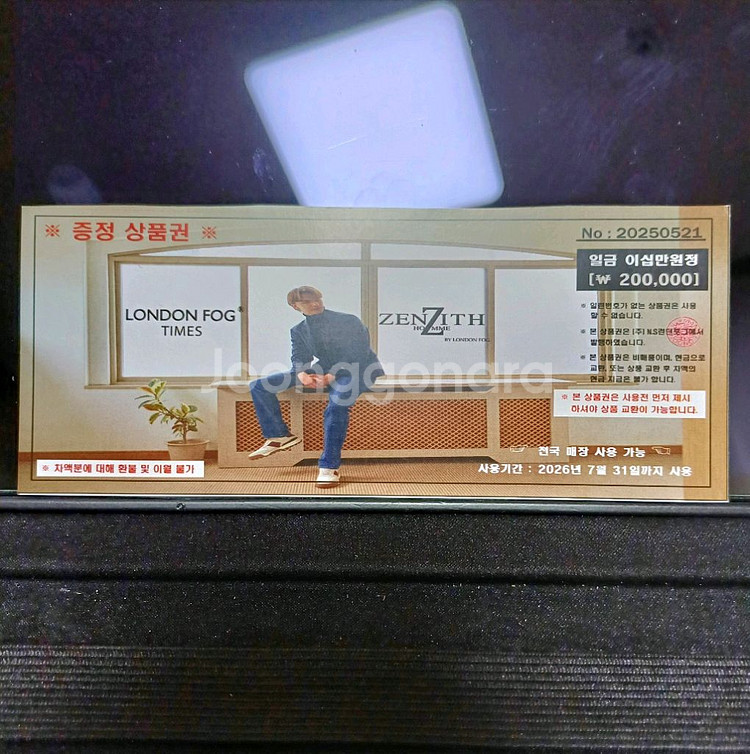 ※ 증정 상품권 ※
No : 20250521
일금 이십만원정
[₩ 200,000]
LONDON FOG®
TIMES
ZENZITH
HOMME
BY LONDON FOG
※ 일련번호가 없는 상품권은 사용
할 수 없습니다.
※ 본 상품권은 (주) N.S런던포그에서
발행하였습니다.
※ 본 상품권은 비매품이며, 현금으로
교환, 또는 상품 교환 후 차액의
현금 지급은 불가 합니다.
※ 본 상품권은 사용전 먼저 제시
하셔야 상품 교환이 가능합니다.
Joonggonara
전국 매장 사용 가능
※ 차액분에 대해 환불 및 이월 불가
사용기간 : 2026년 7월 31일까지 사용